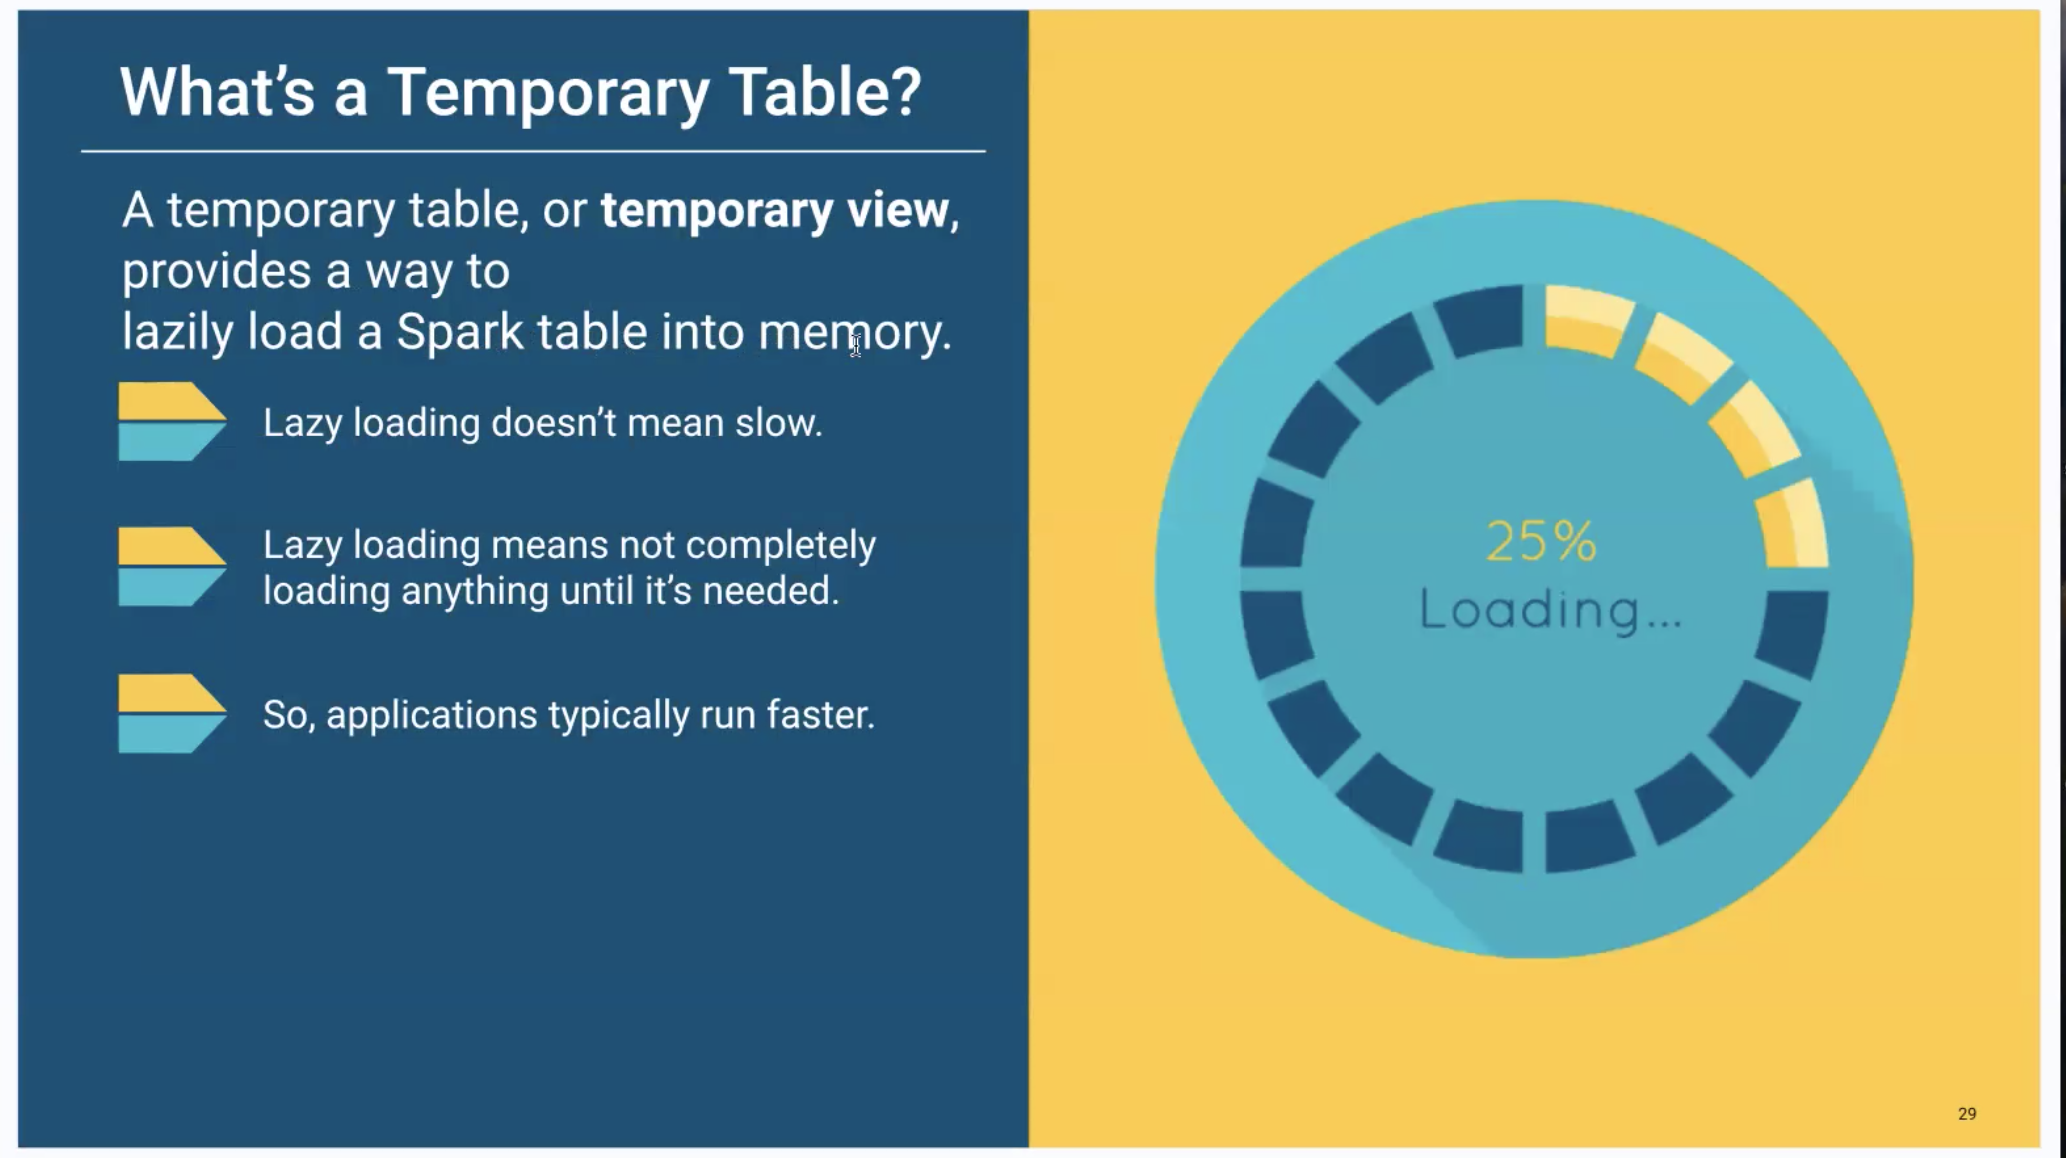 What’s a Temporary Table?
A temporary table, or temporary view,
provides a way to
lazily load a Spark table into memory.
Lazy loading doesn’t mean slow.
Lazy loading means not completely
loading anything until it’s needed.
So, applications typically run faster.
25%
Loading...
29